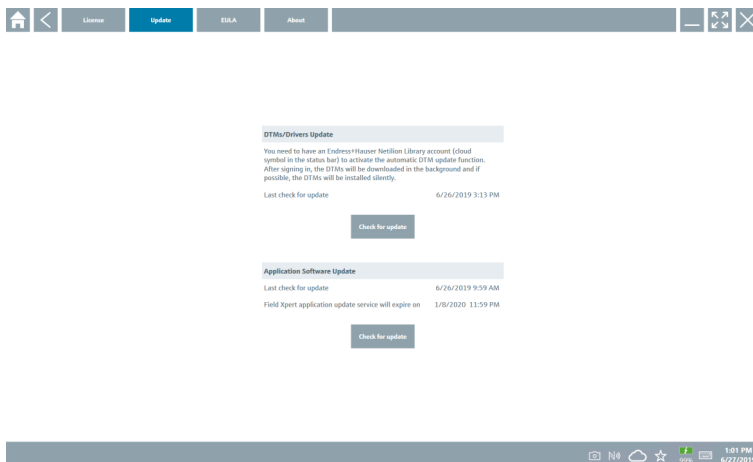 License Update EULA About
DTMs/Drivers Update
You need to have an Endress+Hauser Netilion Library account (cloud
symbol in the status bar) to activate the automatic DTM update function.
After signing in, the DTMs will be downloaded in the background and if
possible, the DTMs will be installed silently.
Last check for update 6/26/2019 3:13 PM
Check for update
Application Software Update
Last check for update 6/26/2019 9:59 AM
Field Xpert application update service will expire on 1/8/2020 11:59 PM
Check for update
1:01 PM